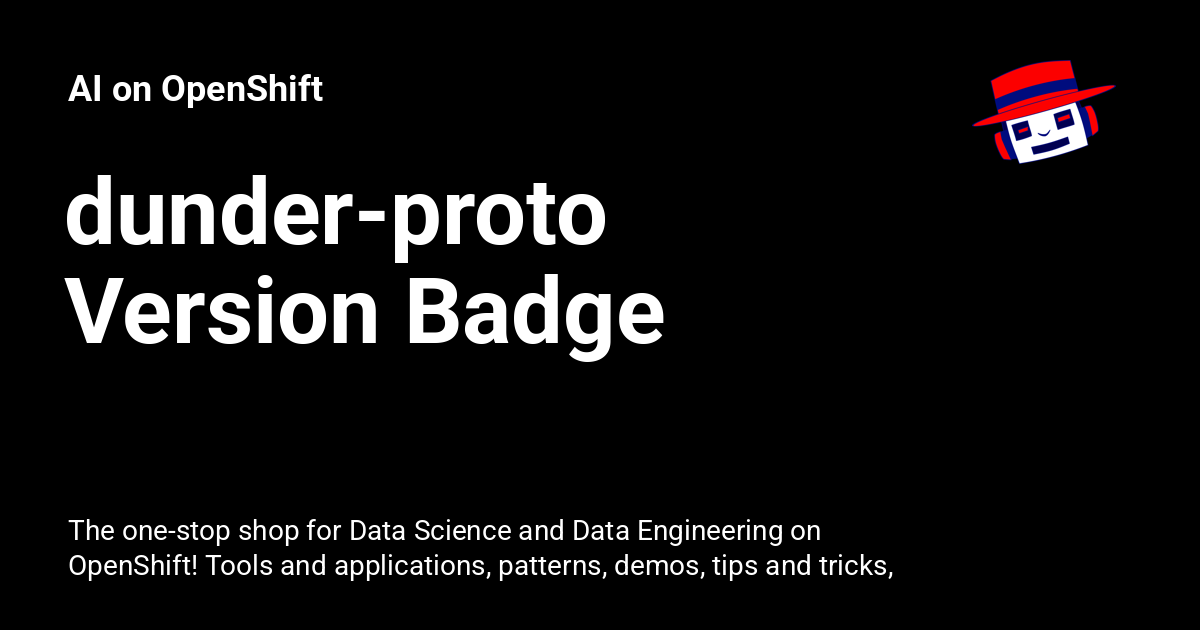 AI on OpenShift
dunder-proto
Version Badge
The one-stop shop for Data Science and Data Engineering on
OpenShift! Tools and applications, patterns, demos, tips and tricks,